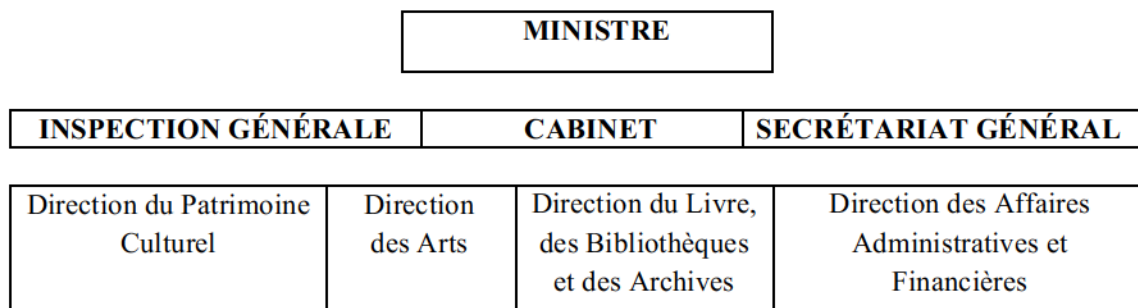 MINISTRE
INSPECTION GÉNÉRALE
CABINET
SECRÉTARIAT GÉNÉRAL
Direction du Patrimoine
Culturel
Direction
des Arts
Direction du Livre,
des Bibliothèques
et des Archives
Direction des Affaires
Administratives et
Financières